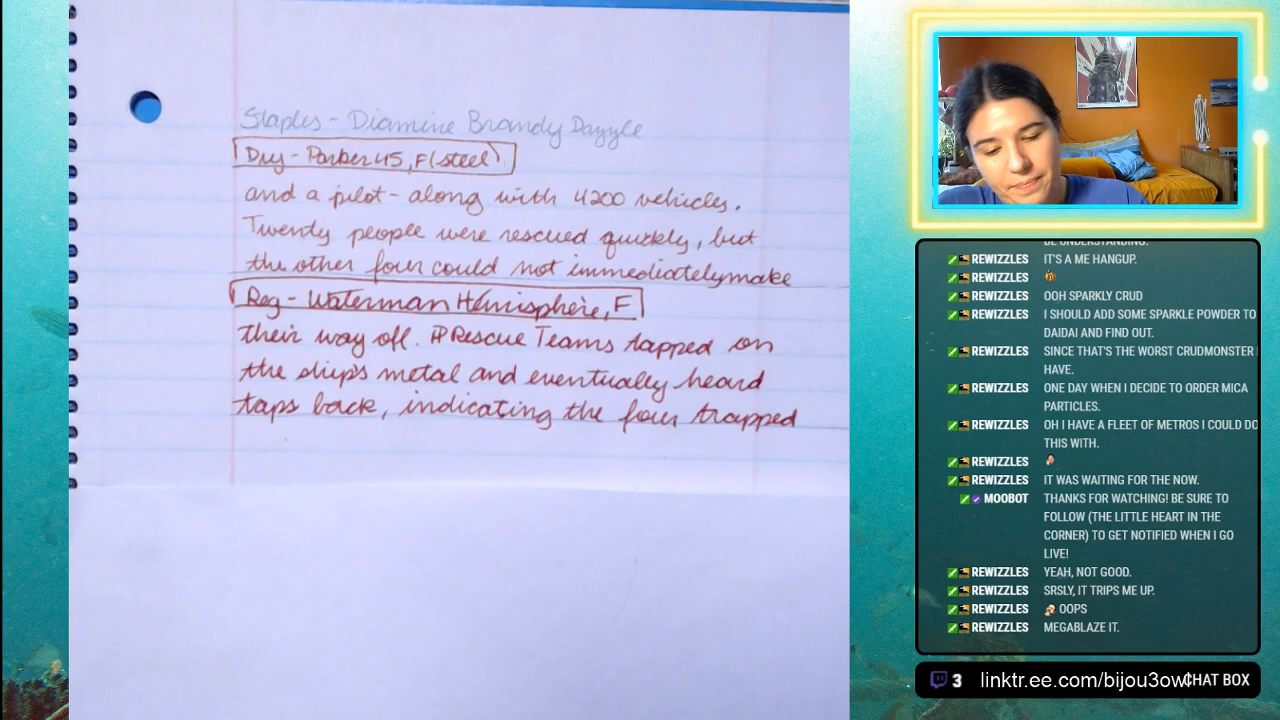 Staples - Diamine Brandy Dazzle
Dry - Parker 45, F (steel)
and a pilot - along with 4200 vehicles.
Twenty people were rescued quickly, but
the other four could not immediately make
Reg - Waterman Hémisphère, F
their way off. Rescue Teams tapped on
the ship's metal and eventually heard
taps back, indicating the four trapped
BE UNDERSTANDING.
REWIZZLES IT'S A ME HANGUP.
REWIZZLES
REWIZZLES OOH SPARKLY CRUD
REWIZZLES I SHOULD ADD SOME SPARKLE POWDER TO
DAIDAI AND FIND OUT.
REWIZZLES SINCE THAT'S THE WORST CRUDMONSTER I
HAVE.
REWIZZLES ONE DAY WHEN I DECIDE TO ORDER MICA
PARTICLES.
REWIZZLES OH I HAVE A FLEET OF METROS I COULD DO
THIS WITH.
REWIZZLES
REWIZZLES IT WAS WAITING FOR THE NOW.
MOOBOT THANKS FOR WATCHING! BE SURE TO
FOLLOW (THE LITTLE HEART IN THE
CORNER) TO GET NOTIFIED WHEN I GO
LIVE!
REWIZZLES YEAH, NOT GOOD.
REWIZZLES SRSLY, IT TRIPS ME UP.
REWIZZLES OOPS
REWIZZLES MEGABLAZE IT.
3 linktr.ee.com/bijou3owl CHAT BOX